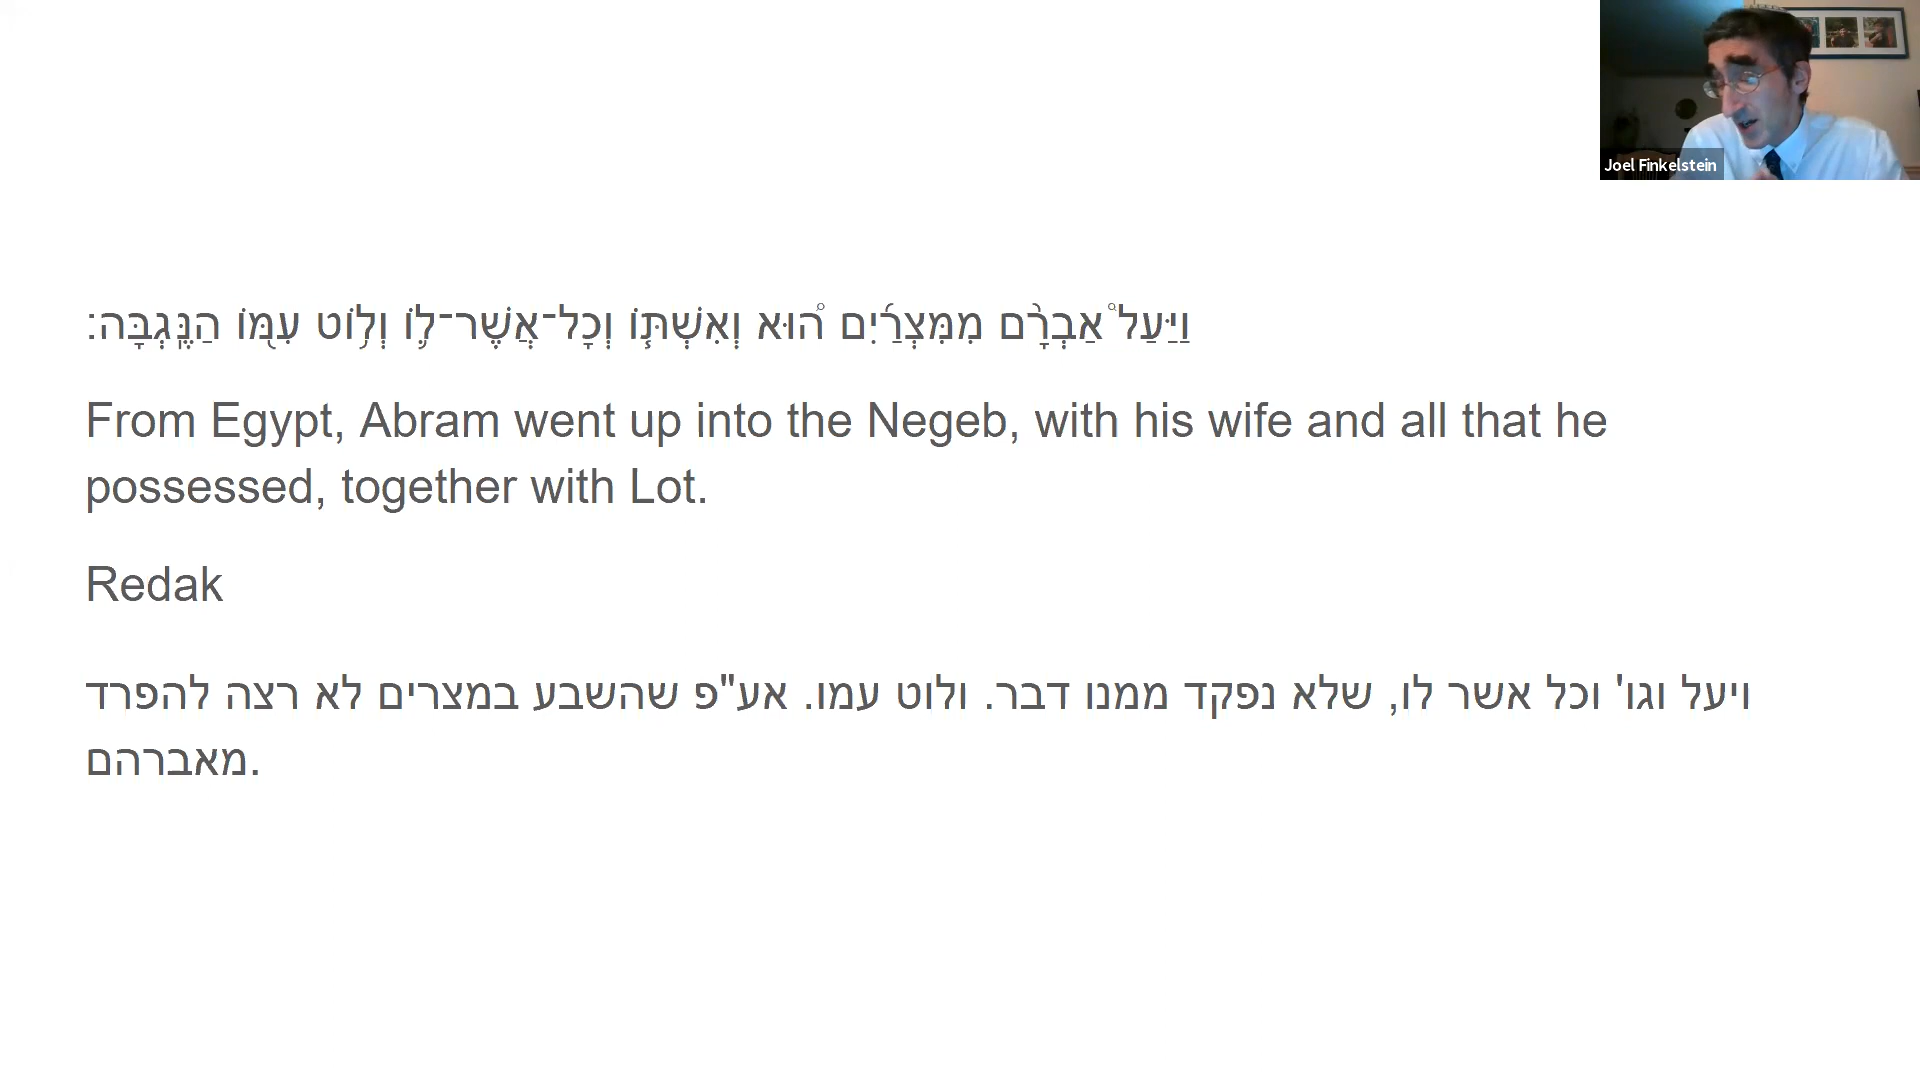 Joel Finkelstein
וַיַּעַל֩ אַבְרָ֨ם מִמִּצְרַ֜יִם ה֠וּא וְאִשְׁתּ֧וֹ וְכָל־אֲשֶׁר־ל֛וֹ וְל֥וֹט עִמּ֖וֹ הַנֶּֽגְבָּה׃
From Egypt, Abram went up into the Negeb, with his wife and all that he
possessed, together with Lot.
Redak
ויעל וגו' וכל אשר לו, שלא נפקד ממנו דבר. ולוט עמו. אע"פ שהשבע במצרים לא רצה להפרד
מאברהם.